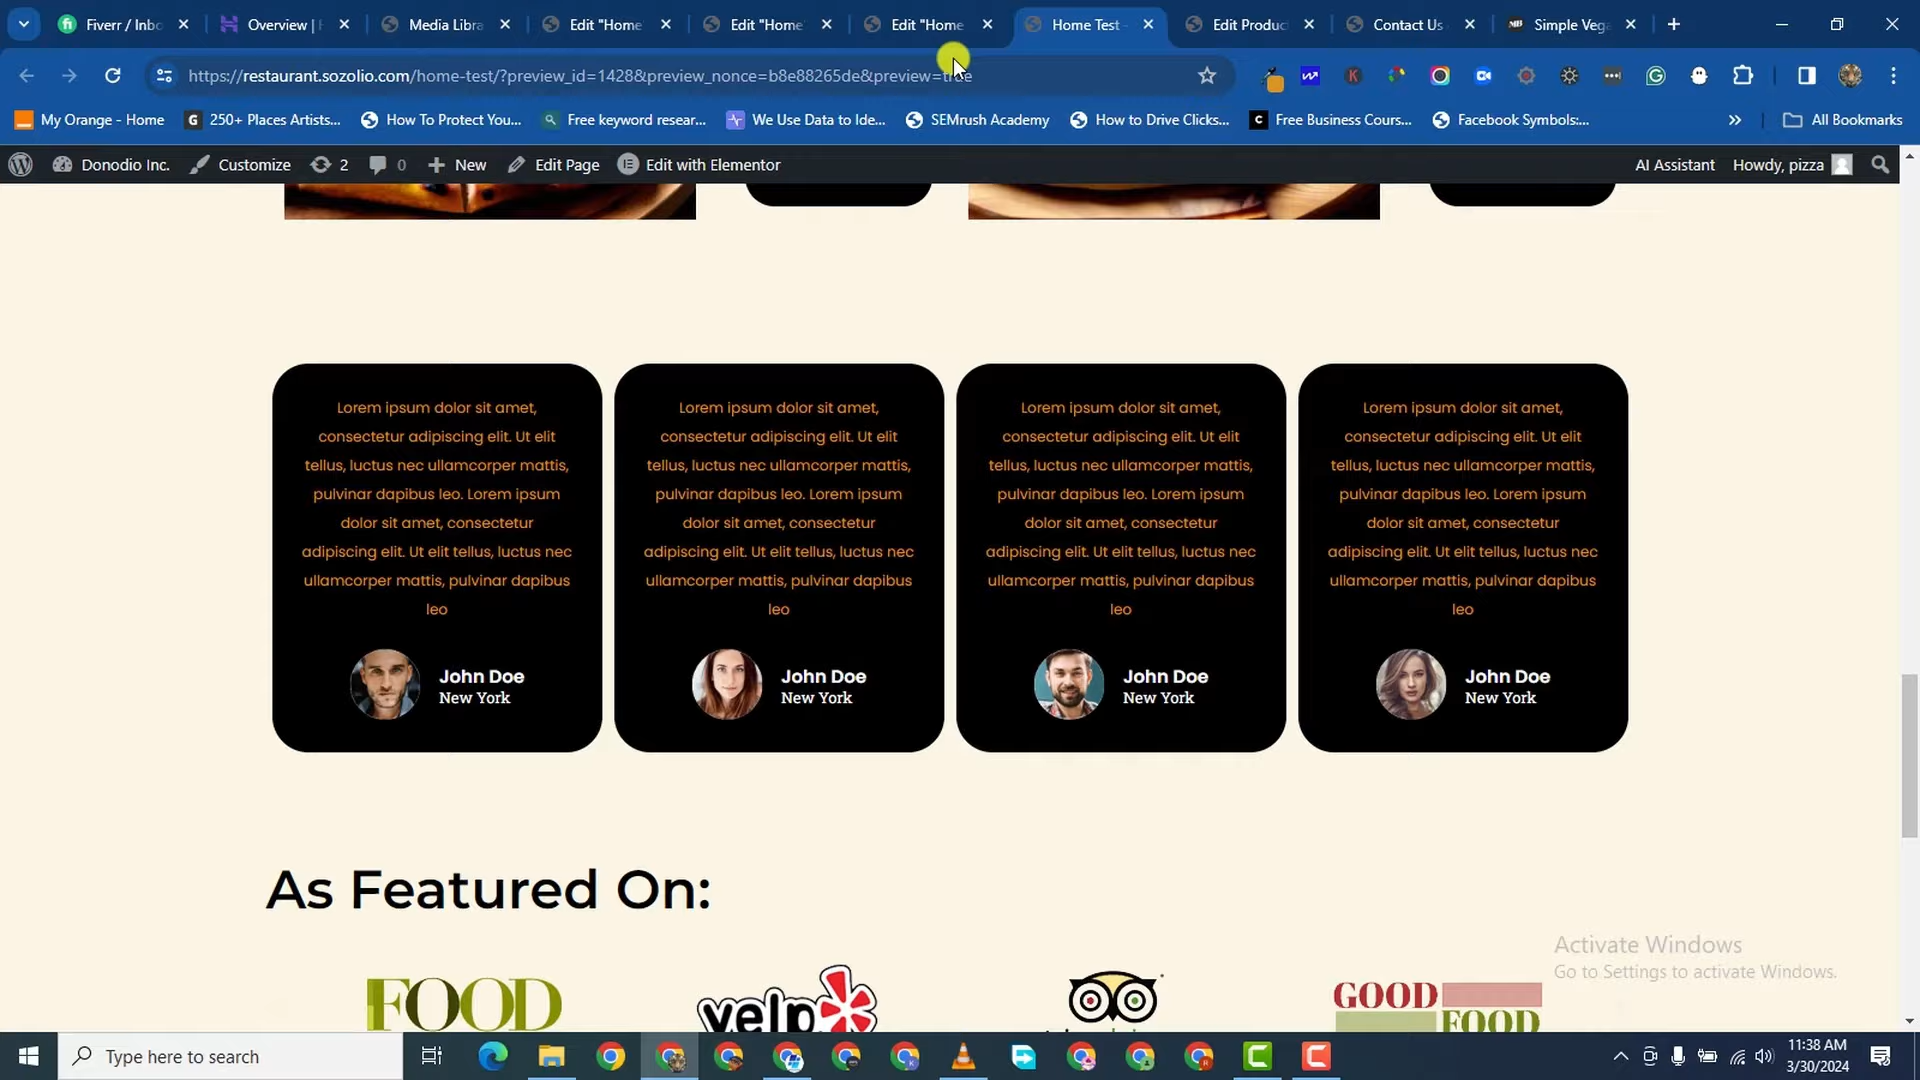 Fiverr / Inbo
Overview |
Media Libra
Edit "Home
Edit "Home
Edit "Home
Home Test -
Edit Produc
Contact Us
MB
Simple Vega
https://restaurant.sozolio.com/home-test/?preview_id=1428&preview_nonce=b8e88265de&preview=true
My Orange - Home
250+ Places Artists...
How To Protect You...
Free keyword resear...
We Use Data to Ide...
SEMrush Academy
How to Drive Clicks...
Free Business Cours...
Facebook Symbols:...
»
All Bookmarks
Donodio Inc.
Customize
2
0
New
Edit Page
Edit with Elementor
AI Assistant
Howdy, pizza
Lorem ipsum dolor sit amet,
consectetur adipiscing elit. Ut elit
tellus, luctus nec ullamcorper mattis,
pulvinar dapibus leo. Lorem ipsum
dolor sit amet, consectetur
adipiscing elit. Ut elit tellus, luctus nec
ullamcorper mattis, pulvinar dapibus
leo
John Doe
New York
Lorem ipsum dolor sit amet,
consectetur adipiscing elit. Ut elit
tellus, luctus nec ullamcorper mattis,
pulvinar dapibus leo. Lorem ipsum
dolor sit amet, consectetur
adipiscing elit. Ut elit tellus, luctus nec
ullamcorper mattis, pulvinar dapibus
leo
John Doe
New York
Lorem ipsum dolor sit amet,
consectetur adipiscing elit. Ut elit
tellus, luctus nec ullamcorper mattis,
pulvinar dapibus leo. Lorem ipsum
dolor sit amet, consectetur
adipiscing elit. Ut elit tellus, luctus nec
ullamcorper mattis, pulvinar dapibus
leo
John Doe
New York
Lorem ipsum dolor sit amet,
consectetur adipiscing elit. Ut elit
tellus, luctus nec ullamcorper mattis,
pulvinar dapibus leo. Lorem ipsum
dolor sit amet, consectetur
adipiscing elit. Ut elit tellus, luctus nec
ullamcorper mattis, pulvinar dapibus
leo
John Doe
New York
As Featured On:
FOOD
yelp
GOOD
FOOD
Activate Windows
Go to Settings to activate Windows.
Type here to search
11:38 AM
3/30/2024